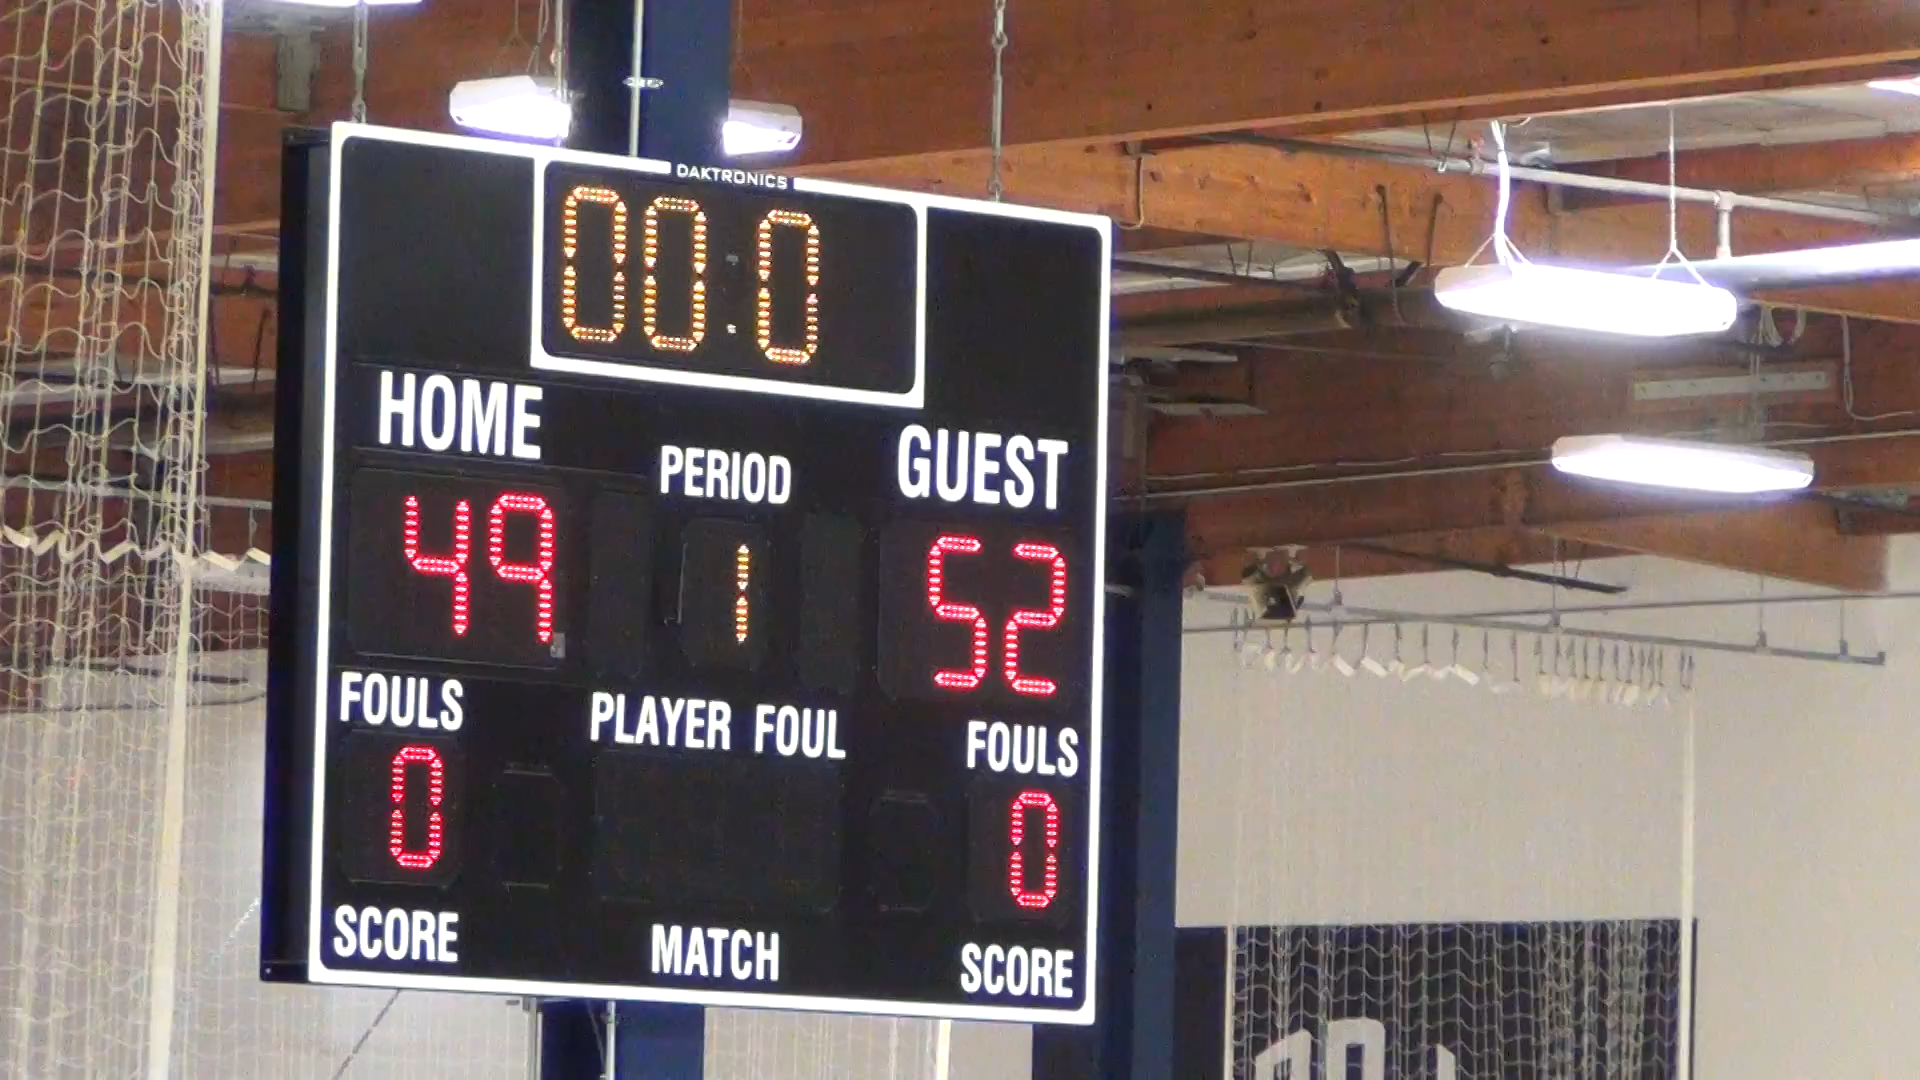 DAKTRONICS
00:0
HOME
PERIOD
GUEST
49
1
52
FOULS
PLAYER FOUL
FOULS
0
0
SCORE
MATCH
SCORE